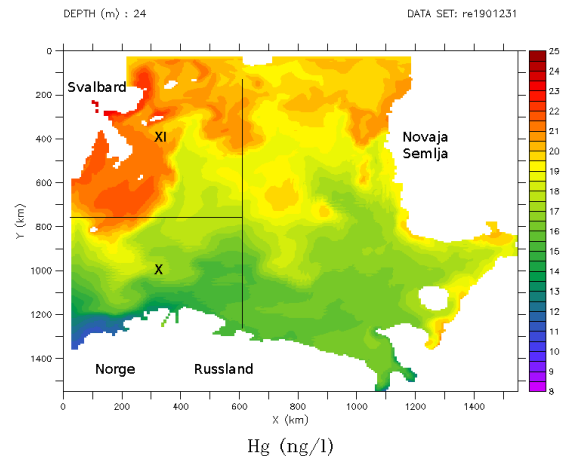 DEPTH (m) : 24
DATA SET: re1901231
Svalbard
XI
Novaja
Semlja
X
Norge
Russland
0
200
400
600
800
1000
1200
1400
Y (km)
0
200
400
600
800
1000
1200
1400
X (km)
25
24
23
22
21
20
19
18
17
16
15
14
13
12
11
10
9
8
Hg (ng/l)